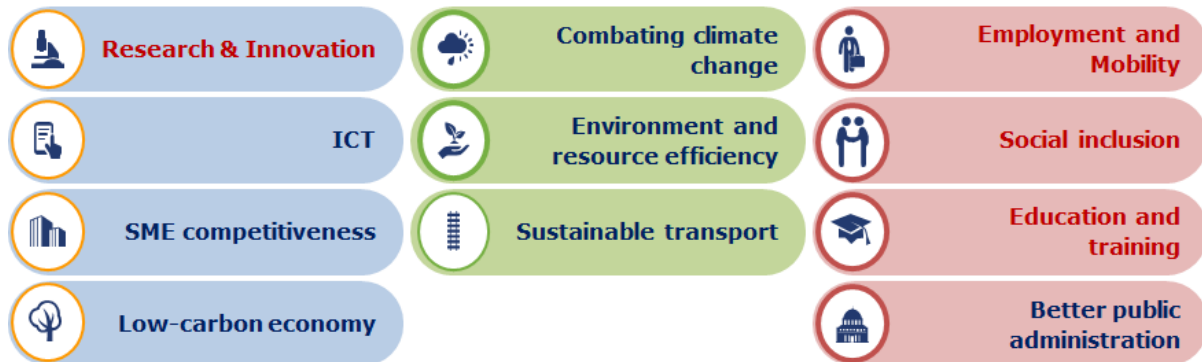 Research & Innovation
ICT
SME competitiveness
Low-carbon economy
Combating climate
change
Environment and
resource efficiency
Sustainable transport
Employment and
Mobility
Social inclusion
Education and
training
Better public
administration